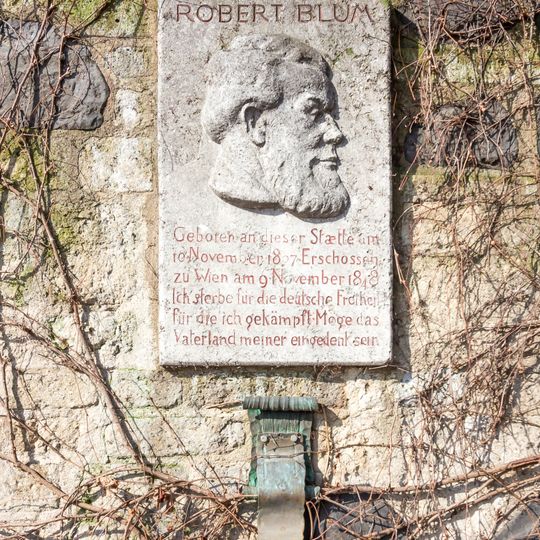 ROBERT BLUM
Geboren an dieser Stætte am
10 November 1807 Erschossen
zu Wien am 9 November 1848
Ich sterbe für die deutsche Freiheit
für die ich gekämpft Möge das
Vaterland meiner eingedenk sein